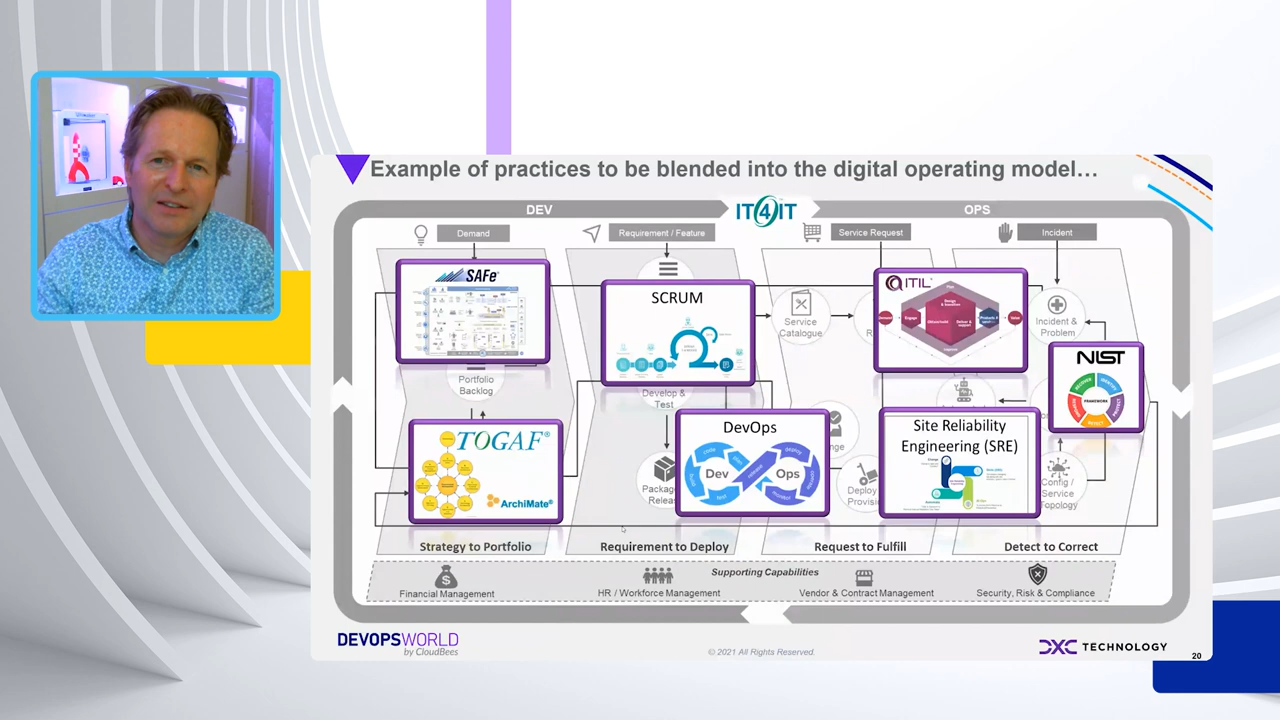 Example of practices to be blended into the digital operating model...
DEV
IT4IT
OPS
Demand
Requirement / Feature
Service Request
Incident
SAFe®
SCRUM
ITIL
Service
Catalogue
Incident &
Problem
NIST
RECOVER
IDENTIFY
FRAMEWORK
PROTECT
Portfolio
Backlog
Develop &
Test
TOGAF®
ArchiMate®
DevOps
Dev
Ops
Site Reliability
Engineering (SRE)
Config /
Service
Topology
Strategy to Portfolio
Requirement to Deploy
Request to Fulfill
Detect to Correct
Supporting Capabilities
Financial Management
HR / Workforce Management
Vendor & Contract Management
Security, Risk & Compliance
DEVOPSWORLD
by CloudBees
© 2021 All Rights Reserved.
DXC TECHNOLOGY
20